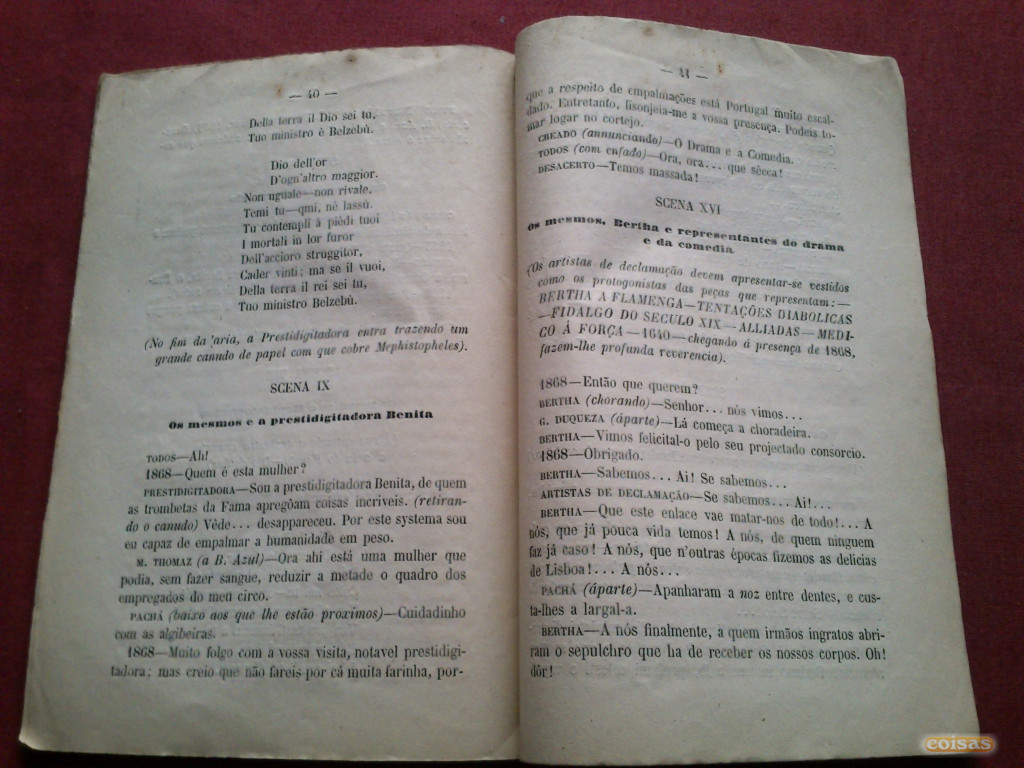 — 40 —
Della terra il Dio sei tu,
Tuo ministro è Belzebù.
Dio dell'or
D'ogn'altro maggior.
Non uguale—non rivale,
Temi tu—qmi, nè lassù.
Tu contempli à pièdi tuoi
I mortali in lor furor
Dell'accioro struggitor,
Cader vinti; ma se il vuoi,
Della terra il rei sei tu,
Tuo ministro Belzebù.
(No fim da aria, a Prestidigitadora entra trazendo um
grande canudo de papel com que cobre Mephistopheles).
SCENA IX
Os mesmos e a prestidigitadora Benita
TODOS—Ah!
1868—Quem é esta mulher?
PRESTIDIGITADORA—Sou a prestidigitadora Benita, de quem
as trombetas da Fama apregôam coisas incriveis. (retiran-
do o canudo) Vêde... desappareceu. Por este systema sou
eu capaz de empalmar a humanidade em peso.
M. THOMAZ (a B. Azul)—Ora ahi está uma mulher que
podia, sem fazer sangue, reduzir a metade o quadro dos
empregados do meu circo.
PACHÁ (baixo aos que lhe estão proximos)—Cuidadinho
com as algibeiras.
1868—Muito folgo com a vossa visita, notavel prestidigi-
tadora; mas creio que não fareis por cá muita farinha, por-
— 41 —
que a respeito de empalmações está Portugal muito escal-
dado. Entretanto, lisonjeia-me a vossa presença. Podeis to-
mar logar no cortejo.
CREADO (annunciando)—O Drama e a Comedia.
TODOS (com enfado)—Ora, ora... que sêcca!
DESACERTO—Temos massada!
SCENA XVI
Os mesmos, Bertha e representantes do drama
e da comedia
(Os artistas de declamação devem apresentar-se vestidos
como os protogonistas das peças que representam:—
BERTHA A FLAMENGA—TENTAÇÕES DIABOLICAS
—FIDALGO DO SECULO XIX—ALLIADAS—MEDI-
CO Á FORÇA—1640—chegando á presença de 1868,
fazem-lhe profunda reverencia).
1868—Então que querem?
BERTHA (chorando)—Senhor... nós vimos...
G. DUQUEZA (áparte)—Lá começa a choradeira.
BERTHA—Vimos felicital-o pelo seu projectado consorcio.
1868—Obrigado.
BERTHA—Sabemos... Ai! Se sabemos...
ARTISTAS DE DECLAMAÇÃO—Se sabemos... Ai!...
BERTHA—Que este enlace vae matar-nos de todo!... A
nós, que já pouca vida temos! A nós, de quem ninguem
faz já caso! A nós, que n'outras épocas fizemos as delicias
de Lisboa!... A nós...
PACHÁ (áparte)—Apanharam a noz entre dentes, e cus-
ta-lhes a largal-a.
BERTHA—A nós finalmente, a quem irmãos ingratos abri-
ram o sepulchro que ha de receber os nossos corpos. Oh!
dôr!
coisas